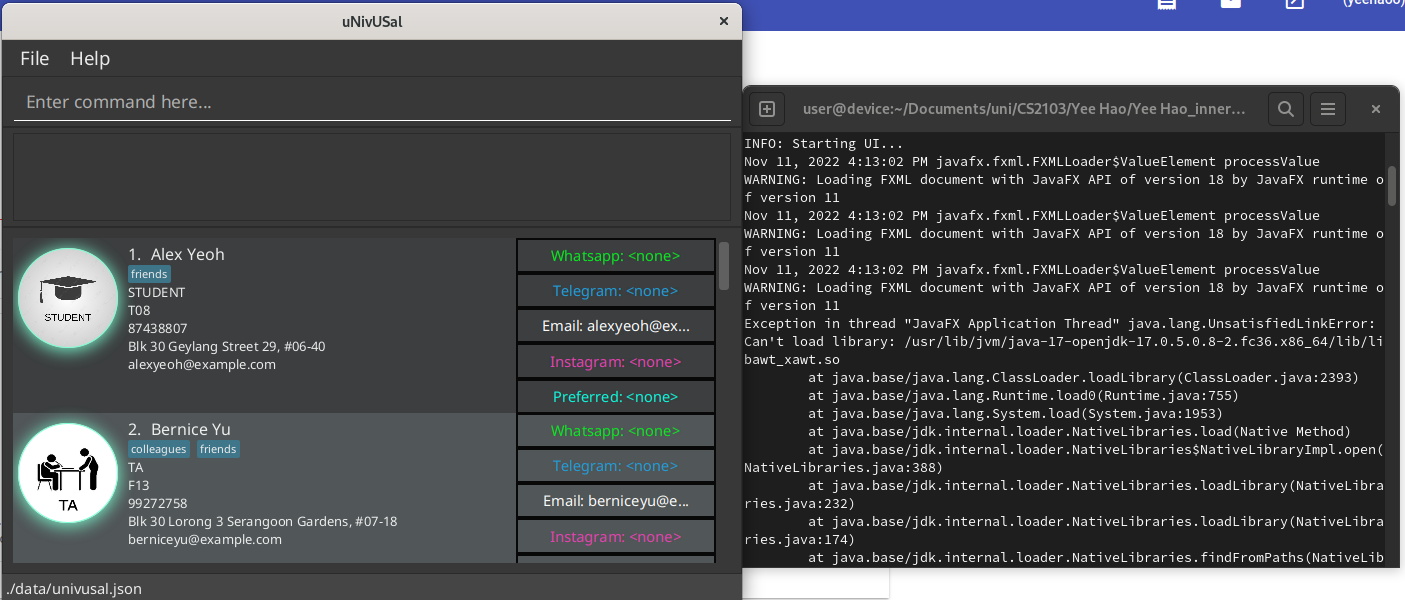 uNivUSal
File Help
Enter command here...
STUDENT
1. Alex Yeoh
friends
STUDENT
T08
87438807
Blk 30 Geylang Street 29, #06-40
alexyeoh@example.com
Whatsapp: <none>
Telegram: <none>
Email: alexyeoh@ex...
Instagram: <none>
Preferred: <none>
TA
2. Bernice Yu
colleagues friends
TA
F13
99272758
Blk 30 Lorong 3 Serangoon Gardens, #07-18
berniceyu@example.com
Whatsapp: <none>
Telegram: <none>
Email: berniceyu@e...
Instagram: <none>
./data/univusal.json
user@device:~/Documents/uni/CS2103/Yee Hao/Yee Hao_inner...
INFO: Starting UI...
Nov 11, 2022 4:13:02 PM javafx.fxml.FXMLLoader$ValueElement processValue
WARNING: Loading FXML document with JavaFX API of version 18 by JavaFX runtime o
f version 11
Nov 11, 2022 4:13:02 PM javafx.fxml.FXMLLoader$ValueElement processValue
WARNING: Loading FXML document with JavaFX API of version 18 by JavaFX runtime o
f version 11
Nov 11, 2022 4:13:02 PM javafx.fxml.FXMLLoader$ValueElement processValue
WARNING: Loading FXML document with JavaFX API of version 18 by JavaFX runtime o
f version 11
Exception in thread "JavaFX Application Thread" java.lang.UnsatisfiedLinkError:
Can't load library: /usr/lib/jvm/java-17-openjdk-17.0.5.0.8-2.fc36.x86_64/lib/li
bawt_xawt.so
at java.base/java.lang.ClassLoader.loadLibrary(ClassLoader.java:2393)
at java.base/java.lang.Runtime.load0(Runtime.java:755)
at java.base/java.lang.System.load(System.java:1953)
at java.base/jdk.internal.loader.NativeLibraries.load(Native Method)
at java.base/jdk.internal.loader.NativeLibraries$NativeLibraryImpl.open(
NativeLibraries.java:388)
at java.base/jdk.internal.loader.NativeLibraries.loadLibrary(NativeLibra
ries.java:232)
at java.base/jdk.internal.loader.NativeLibraries.loadLibrary(NativeLibra
ries.java:174)
at java.base/jdk.internal.loader.NativeLibraries.findFromPaths(NativeLib